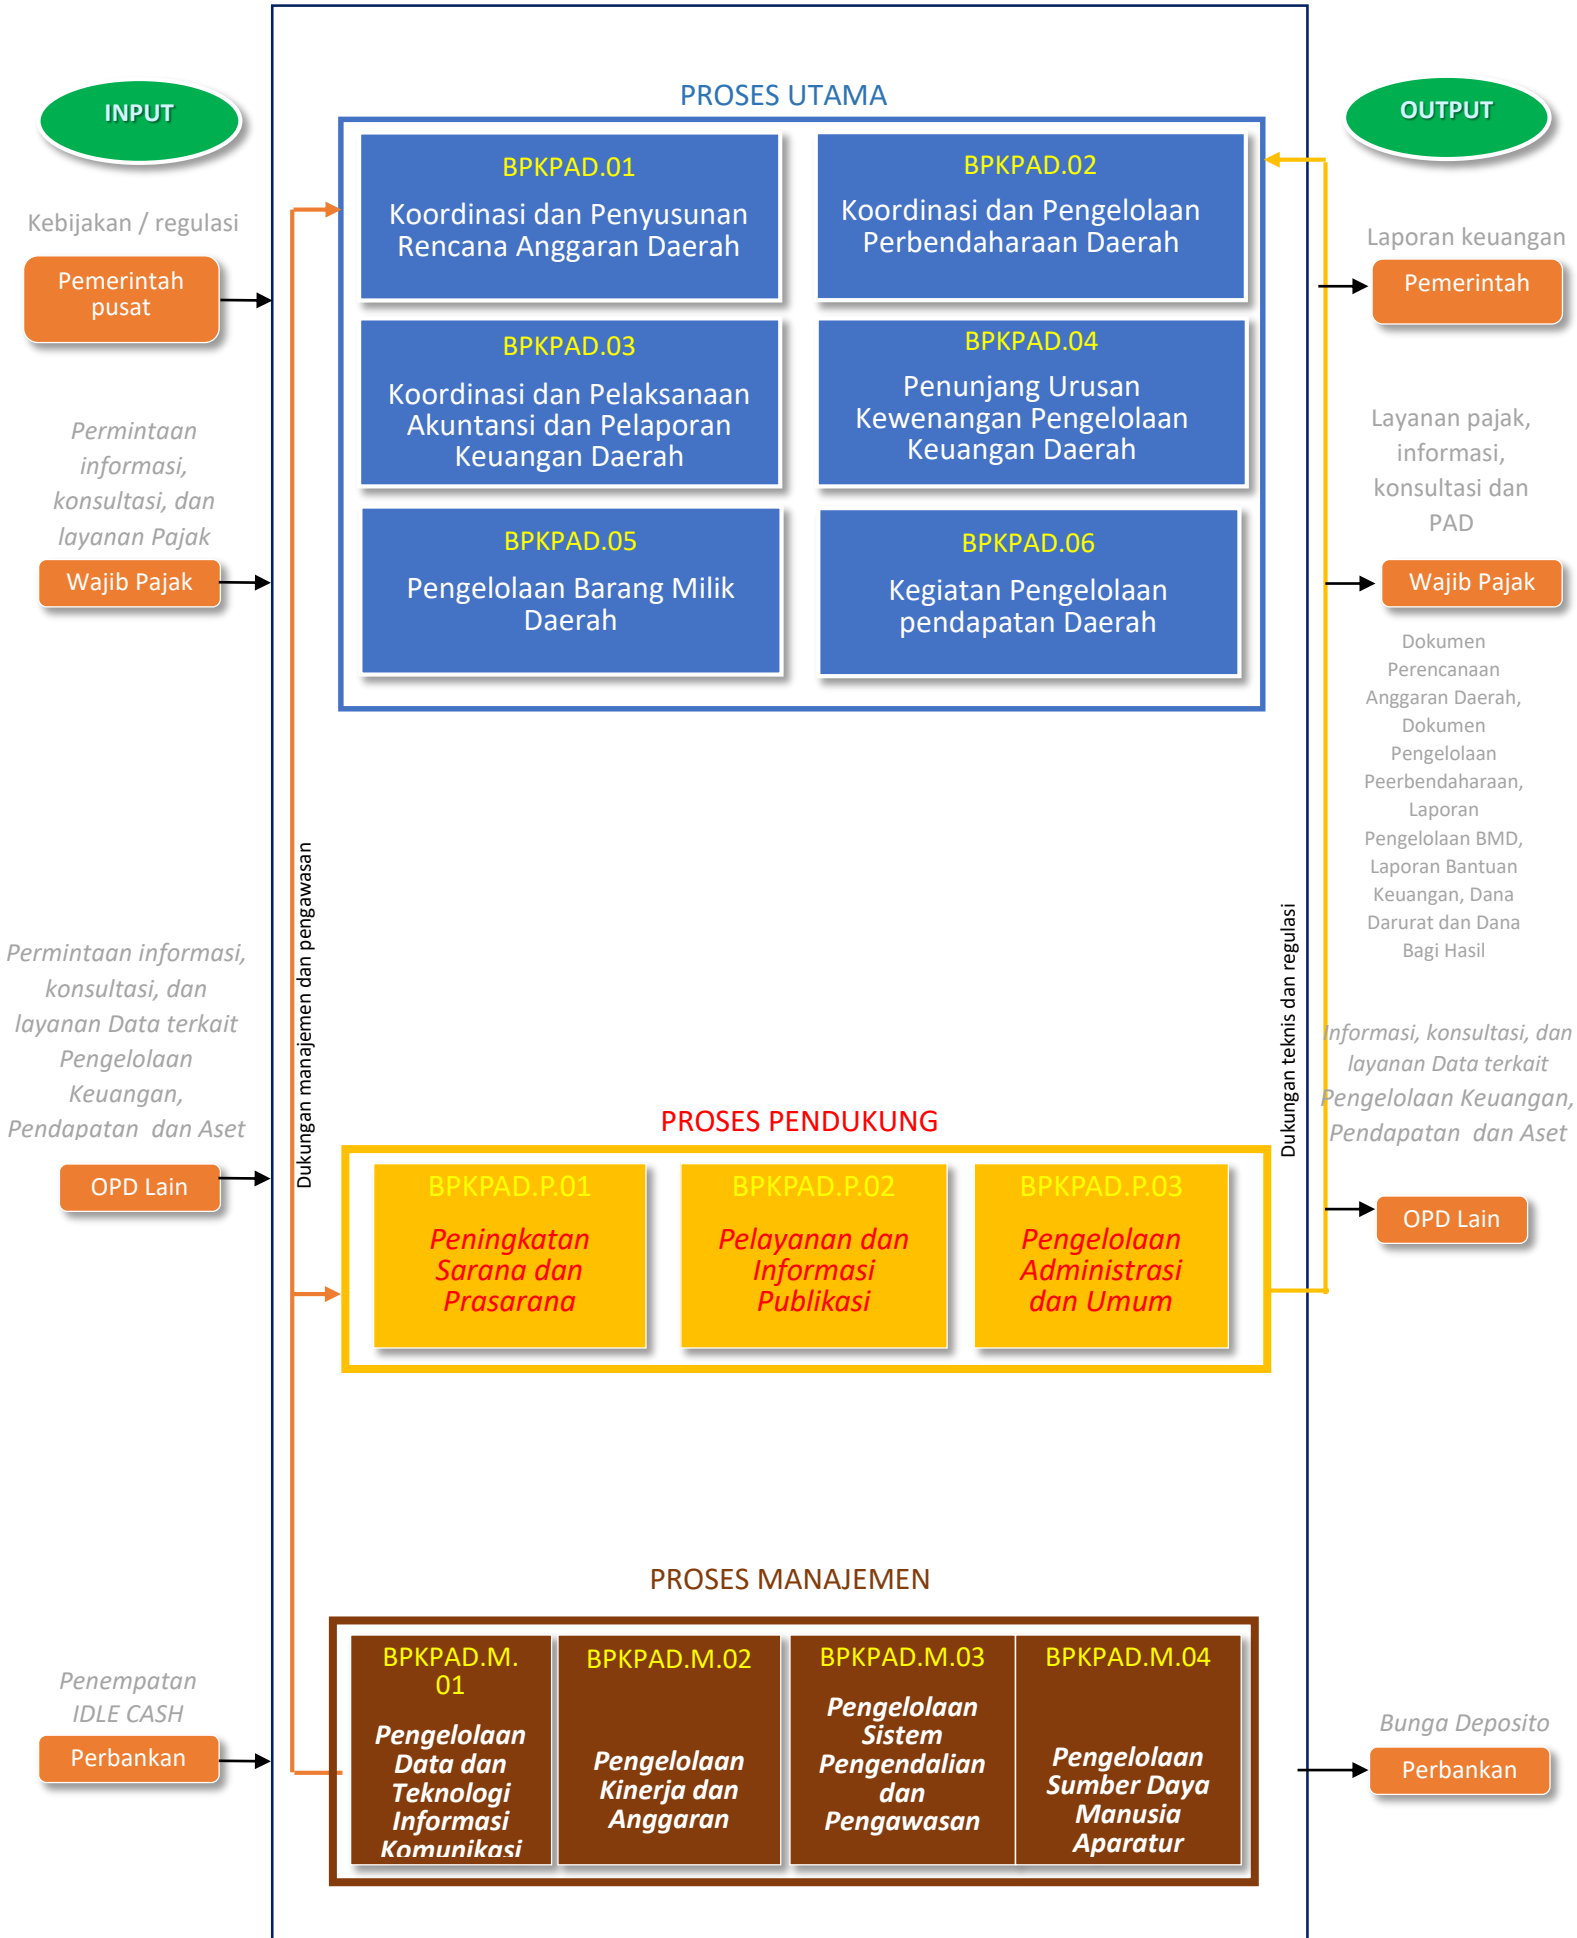 INPUT
Kebijakan / regulasi
Pemerintah
pusat
Permintaan
informasi,
konsultasi, dan
layanan Pajak
Wajib Pajak
Permintaan informasi,
konsultasi, dan
layanan Data terkait
Pengelolaan
Keuangan,
Pendapatan dan Aset
OPD Lain
Penempatan
IDLE CASH
Perbankan
Dukungan manajemen dan pengawasan
PROSES UTAMA
BPKPAD.01
Koordinasi dan Penyusunan
Rencana Anggaran Daerah
BPKPAD.02
Koordinasi dan Pengelolaan
Perbendaharaan Daerah
BPKPAD.03
Koordinasi dan Pelaksanaan
Akuntansi dan Pelaporan
Keuangan Daerah
BPKPAD.04
Penunjang Urusan
Kewenangan Pengelolaan
Keuangan Daerah
BPKPAD.05
Pengelolaan Barang Milik
Daerah
BPKPAD.06
Kegiatan Pengelolaan
pendapatan Daerah
PROSES PENDUKUNG
BPKPAD.P.01
Peningkatan
Sarana dan
Prasarana
BPKPAD.P.02
Pelayanan dan
Informasi
Publikasi
BPKPAD.P.03
Pengelolaan
Administrasi
dan Umum
PROSES MANAJEMEN
BPKPAD.M.
01
Pengelolaan
Data dan
Teknologi
Informasi
Komunikasi
BPKPAD.M.02
Pengelolaan
Kinerja dan
Anggaran
BPKPAD.M.03
Pengelolaan
Sistem
Pengendalian
dan
Pengawasan
BPKPAD.M.04
Pengelolaan
Sumber Daya
Manusia
Aparatur
Dukungan teknis dan regulasi
OUTPUT
Laporan keuangan
Pemerintah
Layanan pajak,
informasi,
konsultasi dan
PAD
Wajib Pajak
Dokumen
Perencanaan
Anggaran Daerah,
Dokumen
Pengelolaan
Peerbendaharaan,
Laporan
Pengelolaan BMD,
Laporan Bantuan
Keuangan, Dana
Darurat dan Dana
Bagi Hasil
Informasi, konsultasi, dan
layanan Data terkait
Pengelolaan Keuangan,
Pendapatan dan Aset
OPD Lain
Bunga Deposito
Perbankan